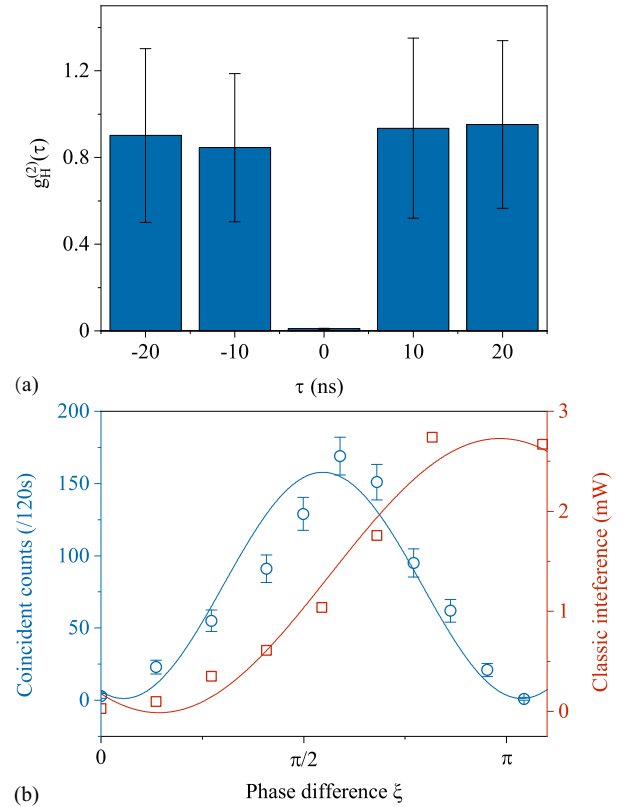 1.2
0.8
0.4
0
g_H^(2)(τ)
-20 -10 0 10 20
τ (ns)
(a)
200
150
100
50
0
Coincident counts (/120s)
3
2
1
0
Classic inteference (mW)
0 π/2 π
Phase difference ξ
(b)